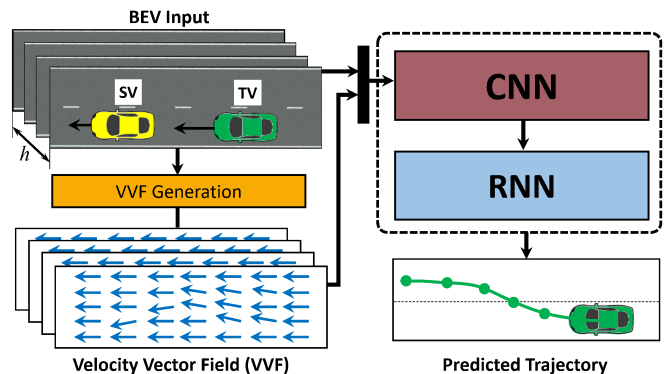 BEV Input
SV
TV
h
VVF Generation
Velocity Vector Field (VVF)
CNN
RNN
Predicted Trajectory